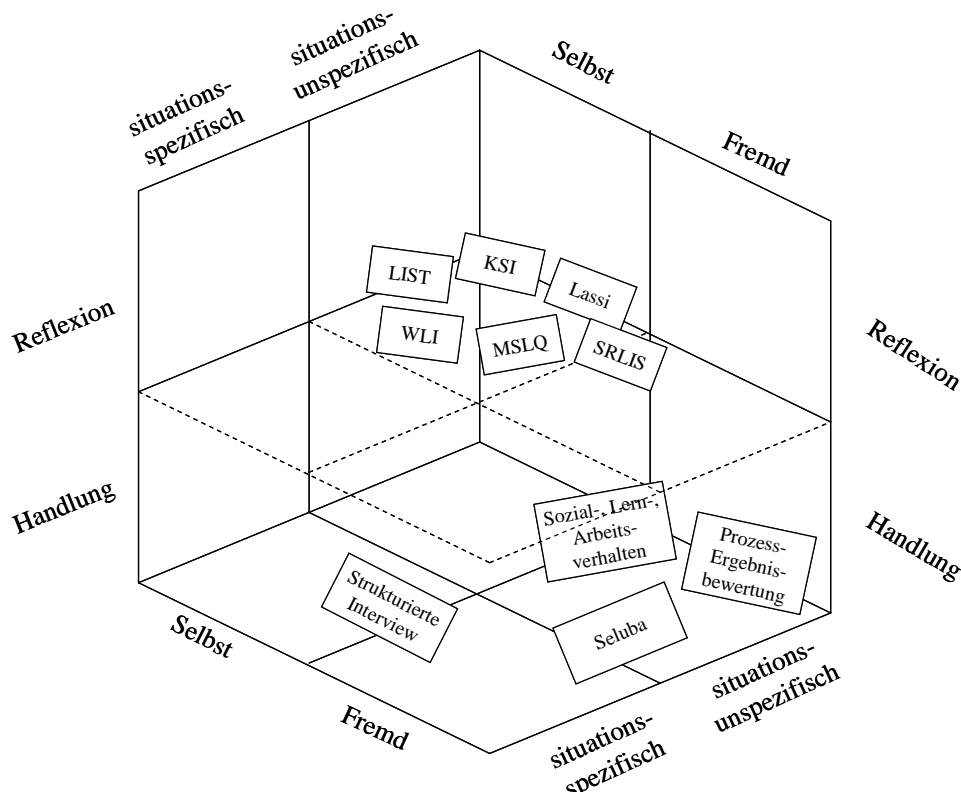 situations-
spezifisch
situations-
unspezifisch
Selbst
Fremd
Reflexion
Reflexion
Handlung
Handlung
LIST
KSI
Lassi
WLI
MSLQ
SRLIS
Sozial-, Lern-,
Arbeits-
verhalten
Prozess-
Ergebnis-
bewertung
Strukturierte
Interview
Seluba
Selbst
Fremd
situations-
spezifisch
situations-
unspezifisch